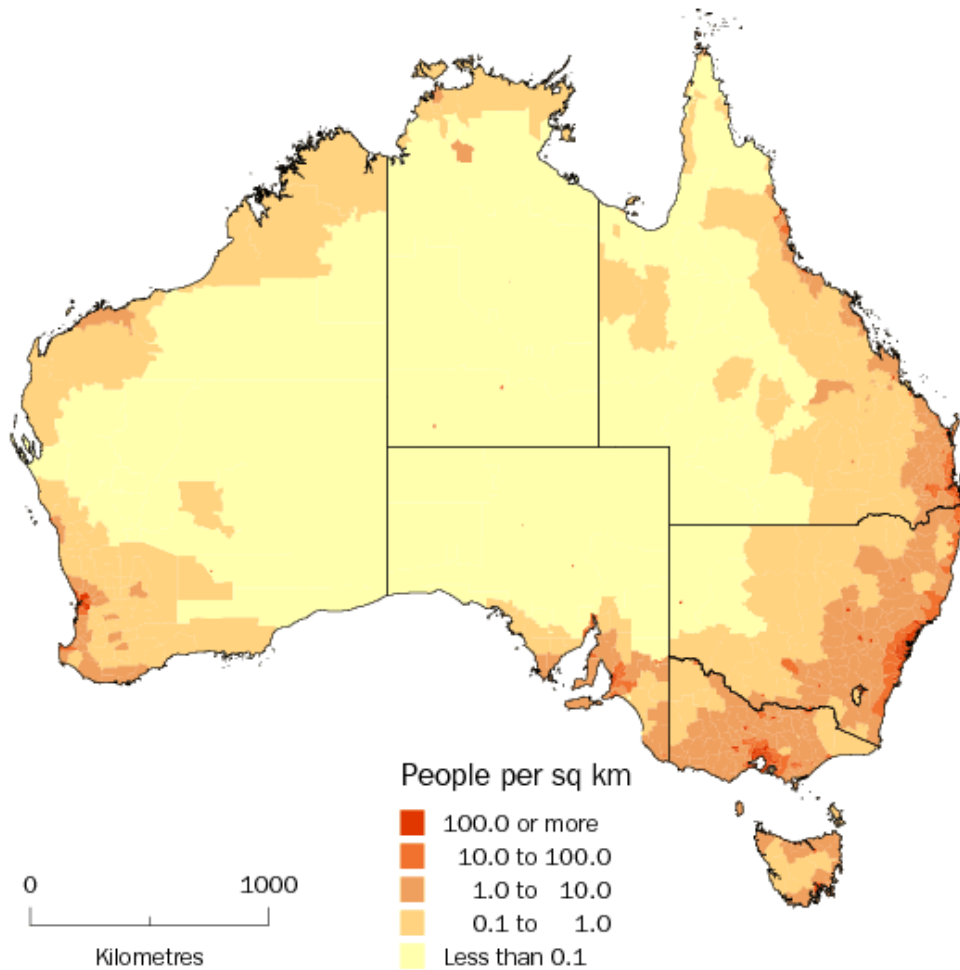 People per sq km
100.0 or more
10.0 to 100.0
1.0 to 10.0
0.1 to 1.0
Less than 0.1
0 1000
Kilometres